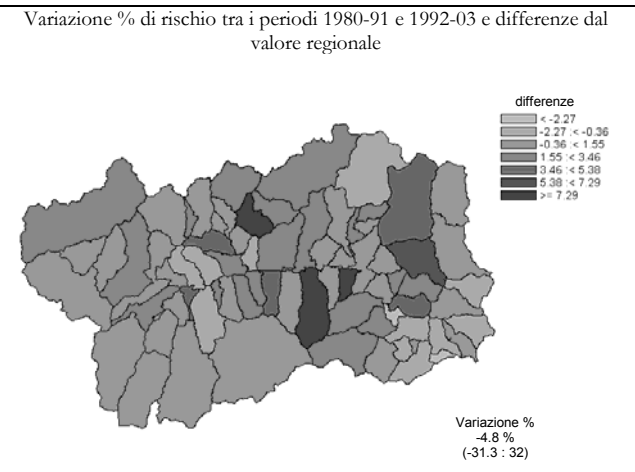 Variazione % di rischio tra i periodi 1980-91 e 1992-03 e differenze dal
valore regionale
differenze
< -2.27
-2.27 :< -0.36
-0.36 :< 1.55
1.55 :< 3.46
3.46 :< 5.38
5.38 :< 7.29
>= 7.29
Variazione %
-4.8 %
(-31.3 : 32)